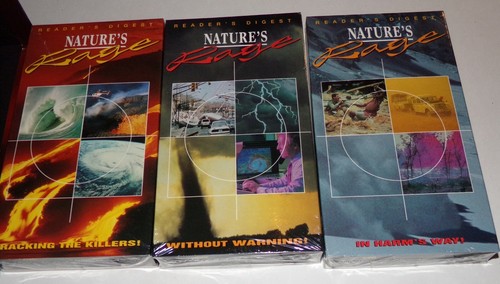 READER'S DIGEST
NATURE'S
Rage
RACKING THE KILLERS!
READER'S DIGEST
NATURE'S
Rage
WITHOUT WARNING!
READER'S DIGEST
NATURE'S
Rage
IN HARM'S WAY!